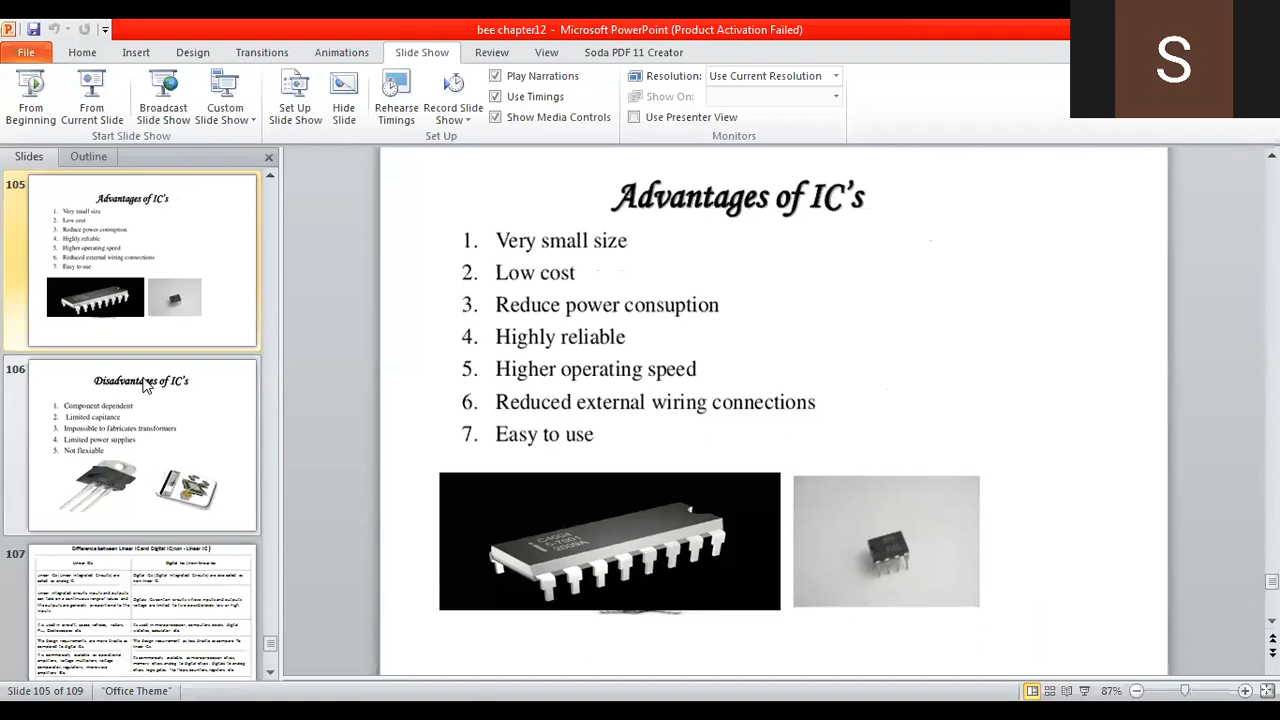 bee chapter12 - Microsoft PowerPoint (Product Activation Failed)
S
File Home Insert Design Transitions Animations Slide Show Review View Soda PDF 11 Creator
From Beginning
From Current Slide
Broadcast Slide Show
Custom Slide Show
Set Up Slide Show
Hide Slide
Rehearse Timings
Record Slide Show
Play Narrations
Use Timings
Show Media Controls
Resolution: Use Current Resolution
Show On:
Use Presenter View
Start Slide Show
Set Up
Monitors
Slides Outline
105
Advantages of IC's
1. Very small size
2. Low cost
3. Reduce power consuption
4. Highly reliable
5. Higher operating speed
6. Reduced external wiring connections
7. Easy to use
106
Disadvantages of IC's
1. Component dependent
2. Limited capitance
3. Impossible to fabricates transformers
4. Limited power supplies
5. Not flexiable
107
Difference between Linear IC and Digital IC( non - Linear IC )
Linear ICs
Advantages of IC's
1. Very small size
2. Low cost
3. Reduce power consuption
4. Highly reliable
5. Higher operating speed
6. Reduced external wiring connections
7. Easy to use
Slide 105 of 109
"Office Theme"
87%